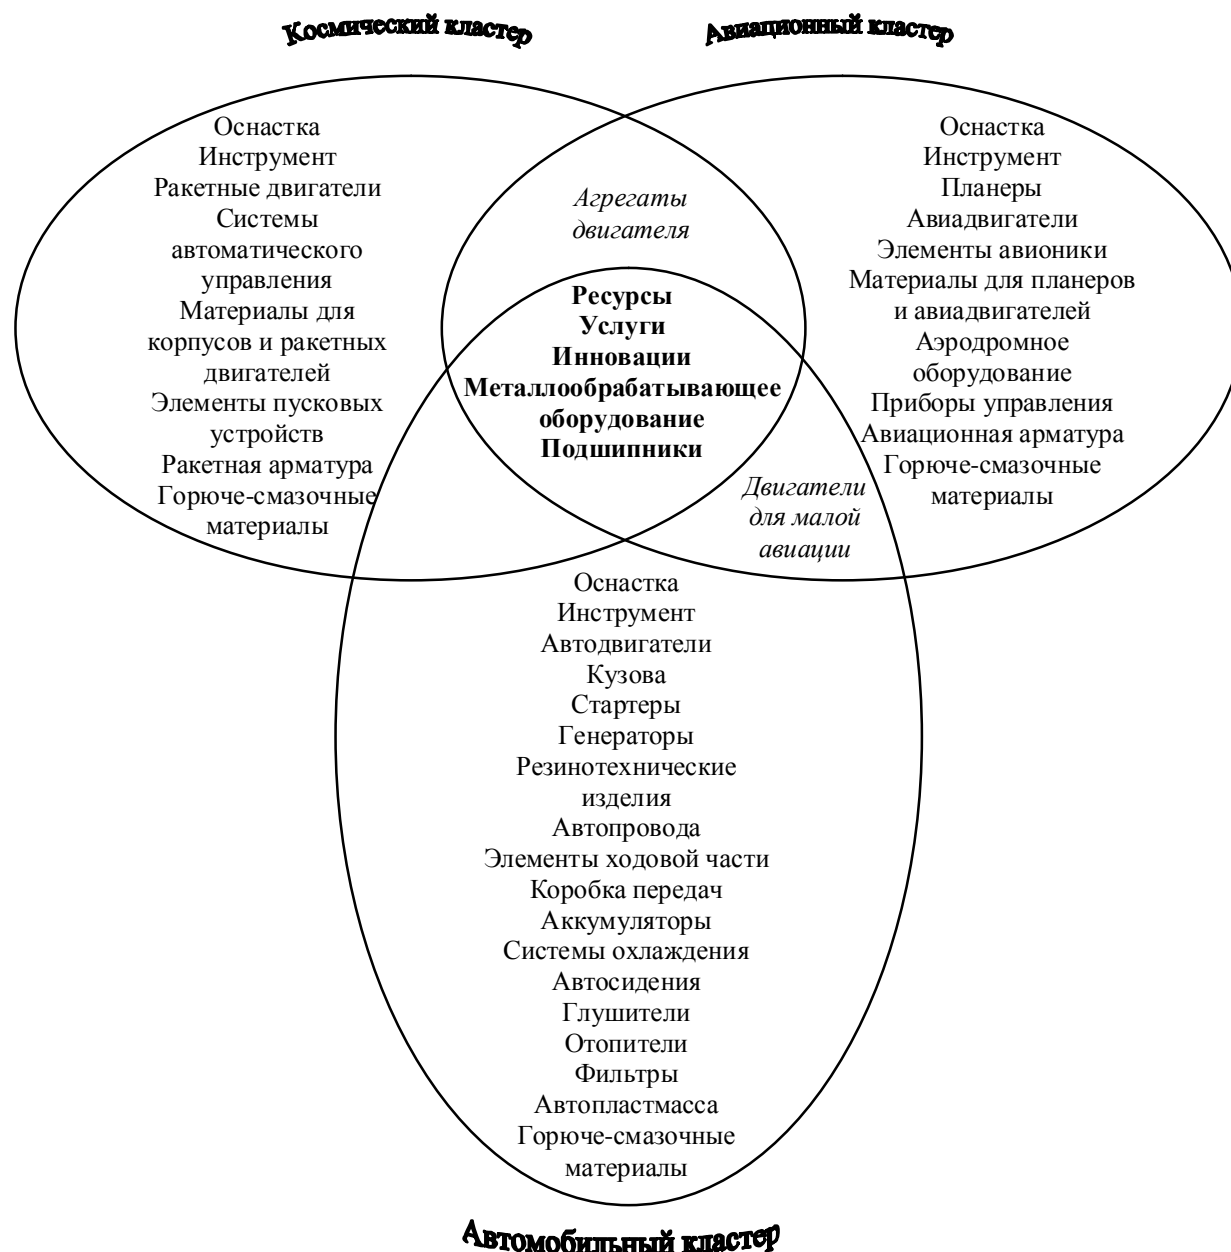 Космический кластер
Авиационный кластер
Оснастка
Инструмент
Ракетные двигатели
Системы
автоматического
управления
Материалы для
корпусов и ракетных
двигателей
Элементы пусковых
устройств
Ракетная арматура
Горюче-смазочные
материалы
Агрегаты
двигателя
Ресурсы
Услуги
Инновации
Металлообрабатывающее
оборудование
Подшипники
Оснастка
Инструмент
Планеры
Авиадвигатели
Элементы авионики
Материалы для планеров
и авиадвигателей
Аэродромное
оборудование
Приборы управления
Авиационная арматура
Горюче-смазочные
материалы
Двигатели
для малой
авиации
Оснастка
Инструмент
Автодвигатели
Кузова
Стартеры
Генераторы
Резинотехнические
изделия
Автопровода
Элементы ходовой части
Коробка передач
Аккумуляторы
Системы охлаждения
Автосидения
Глушители
Отопители
Фильтры
Автопластмасса
Горюче-смазочные
материалы
Автомобильный кластер